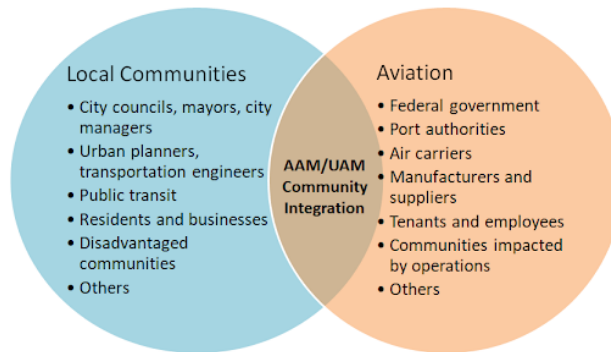 Local Communities
• City councils, mayors, city
managers
• Urban planners,
transportation engineers
• Public transit
• Residents and businesses
• Disadvantaged
communities
• Others
AAM/UAM
Community
Integration
Aviation
• Federal government
• Port authorities
• Air carriers
• Manufacturers and
suppliers
• Tenants and employees
• Communities impacted
by operations
• Others